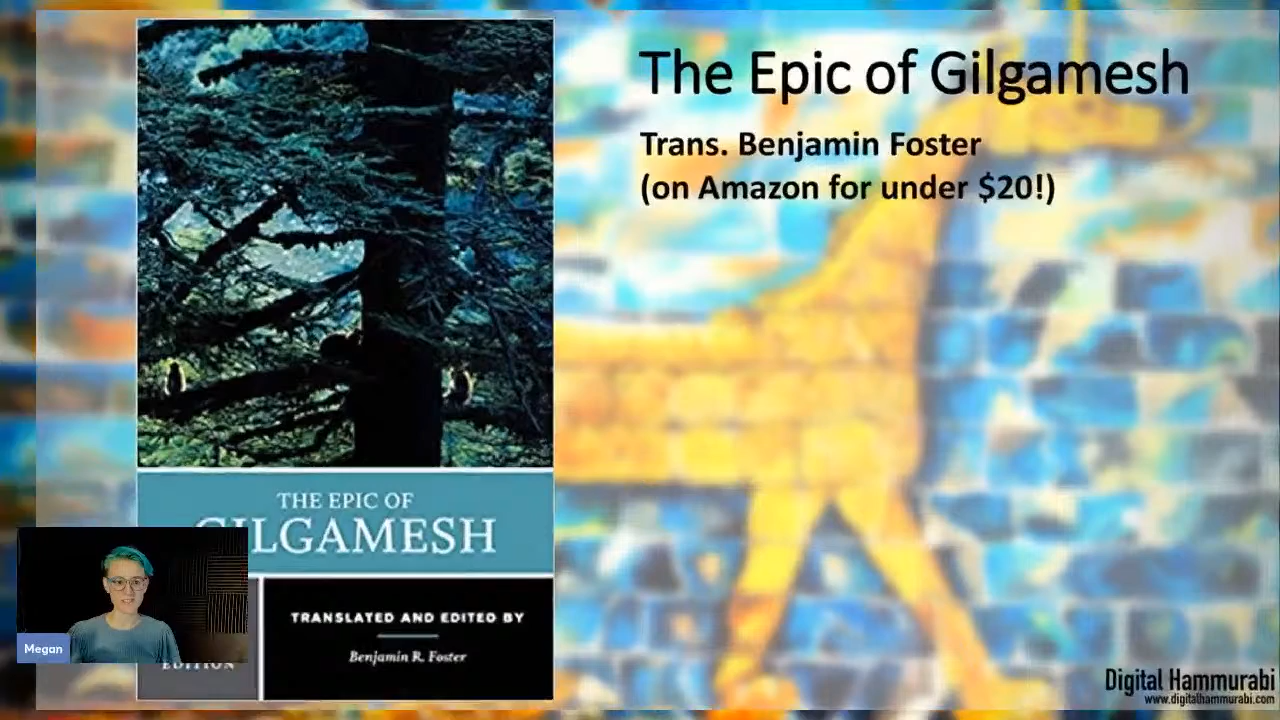 The Epic of Gilgamesh
Trans. Benjamin Foster
(on Amazon for under $20!)
THE EPIC OF
GILGAMESH
TRANSLATED AND EDITED BY
Benjamin R. Foster
EDITION
Megan
Digital Hammurabi
www.digitalhammurabi.com